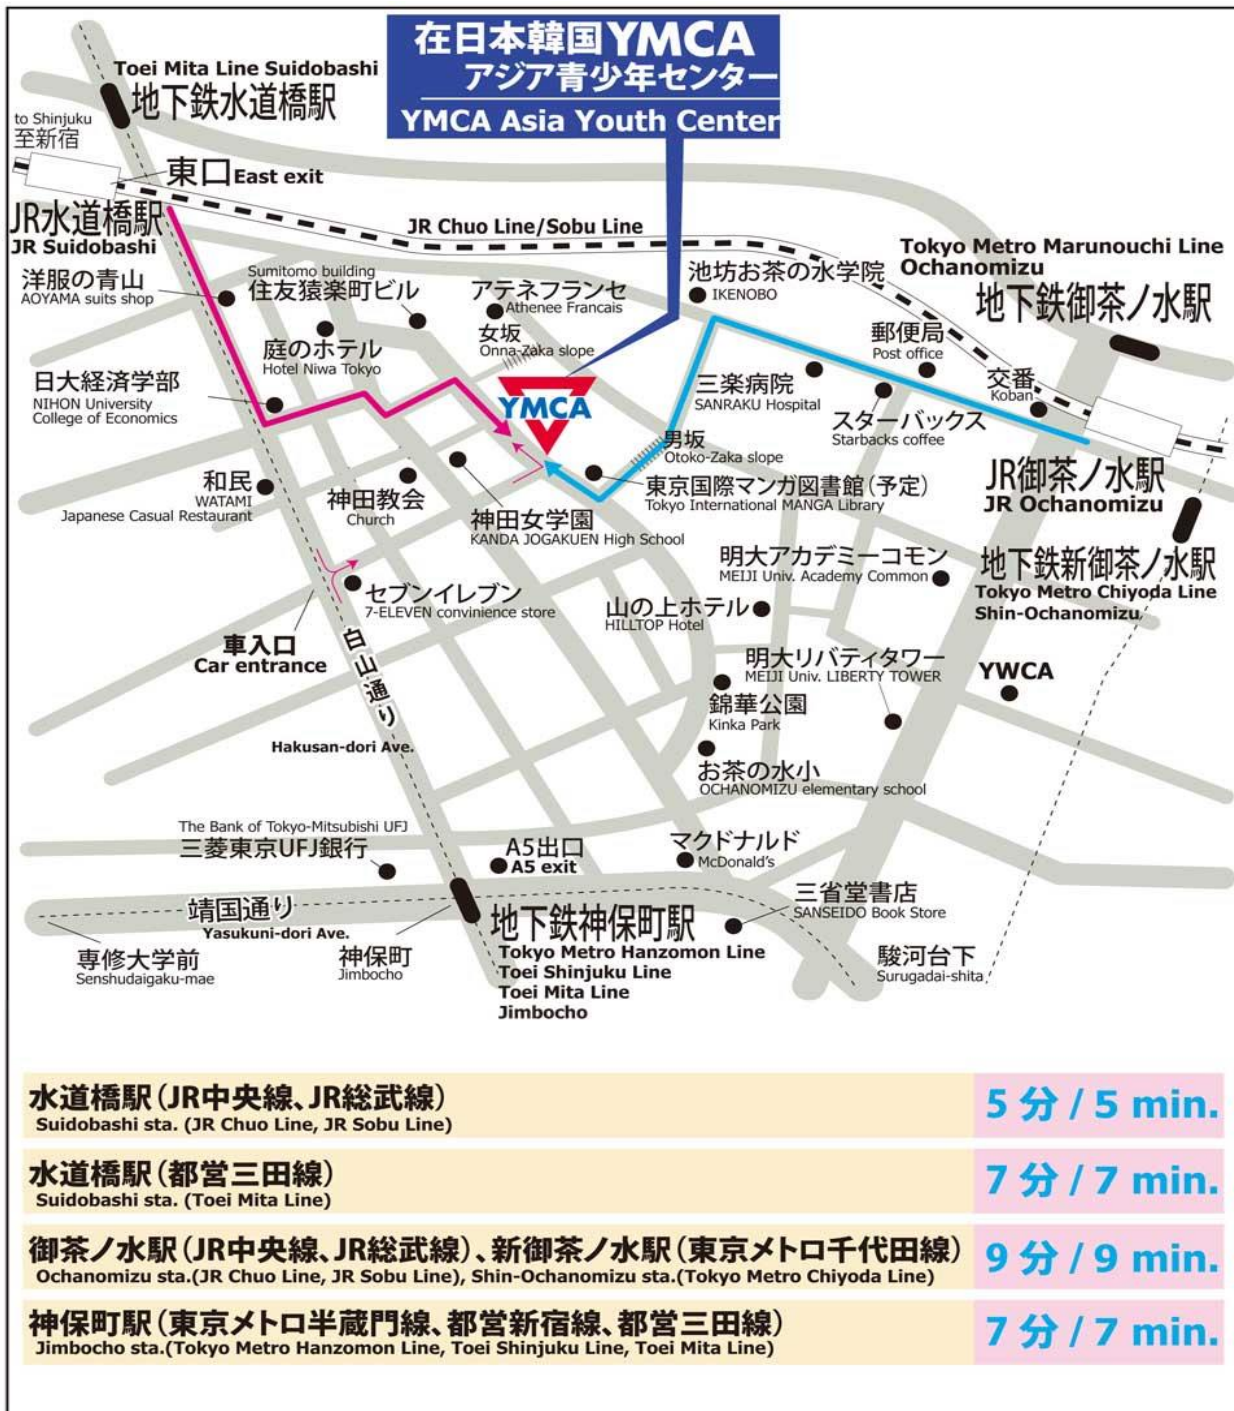 在日本韓国YMCA
アジア青少年センター
YMCA Asia Youth Center
Toei Mita Line Suidobashi
地下鉄水道橋駅
to Shinjuku
至新宿
東口East exit
JR水道橋駅
JR Suidobashi
JR Chuo Line/Sobu Line
Tokyo Metro Marunouchi Line
Ochanomizu
地下鉄御茶ノ水駅
洋服の青山
AOYAMA suits shop
Sumitomo building
住友猿楽町ビル
アテネフランセ
Athenee Francais
池坊お茶の水学院
IKENOBO
女坂
Onna-Zaka slope
庭のホテル
Hotel Niwa Tokyo
郵便局
Post office
交番
Koban
日大経済学部
NIHON University
College of Economics
YMCA
三楽病院
SANRAKU Hospital
スターバックス
Starbacks coffee
男坂
Otoko-Zaka slope
JR御茶ノ水駅
JR Ochanomizu
和民
WATAMI
Japanese Casual Restaurant
神田教会
Church
神田女学園
KANDA JOGAKUEN High School
東京国際マンガ図書館(予定)
Tokyo International MANGA Library
地下鉄新御茶ノ水駅
Tokyo Metro Chiyoda Line
Shin-Ochanomizu
明大アカデミーコモン
MEIJI Univ. Academy Common
セブンイレブン
7-ELEVEN convinience store
山の上ホテル
HILLTOP Hotel
車入口
Car entrance
白山通り
Hakusan-dori Ave.
明大リバティタワー
MEIJI Univ. LIBERTY TOWER
YWCA
錦華公園
Kinka Park
お茶の水小
OCHANOMIZU elementary school
The Bank of Tokyo-Mitsubishi UFJ
三菱東京UFJ銀行
A5出口
A5 exit
マクドナルド
McDonald's
靖国通り
Yasukuni-dori Ave.
三省堂書店
SANSEIDO Book Store
専修大学前
Senshudaigaku-mae
神保町
Jimbocho
地下鉄神保町駅
Tokyo Metro Hanzomon Line
Toei Shinjuku Line
Toei Mita Line
Jimbocho
駿河台下
Surugadai-shita
水道橋駅(JR中央線、JR総武線)
Suidobashi sta. (JR Chuo Line, JR Sobu Line)
5 分 / 5 min.
水道橋駅(都営三田線)
Suidobashi sta. (Toei Mita Line)
7 分 / 7 min.
御茶ノ水駅(JR中央線、JR総武線)、新御茶ノ水駅(東京メトロ千代田線)
Ochanomizu sta.(JR Chuo Line, JR Sobu Line), Shin-Ochanomizu sta.(Tokyo Metro Chiyoda Line)
9 分 / 9 min.
神保町駅(東京メトロ半蔵門線、都営新宿線、都営三田線)
Jimbocho sta.(Tokyo Metro Hanzomon Line, Toei Shinjuku Line, Toei Mita Line)
7 分 / 7 min.